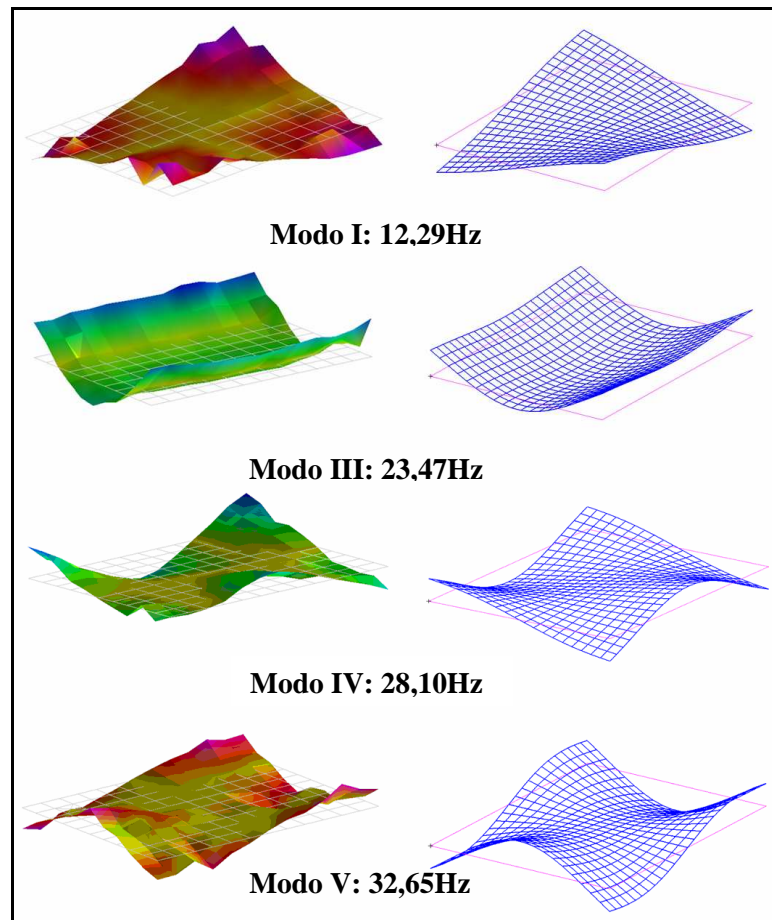 Modo I: 12,29Hz
Modo III: 23,47Hz
Modo IV: 28,10Hz
Modo V: 32,65Hz